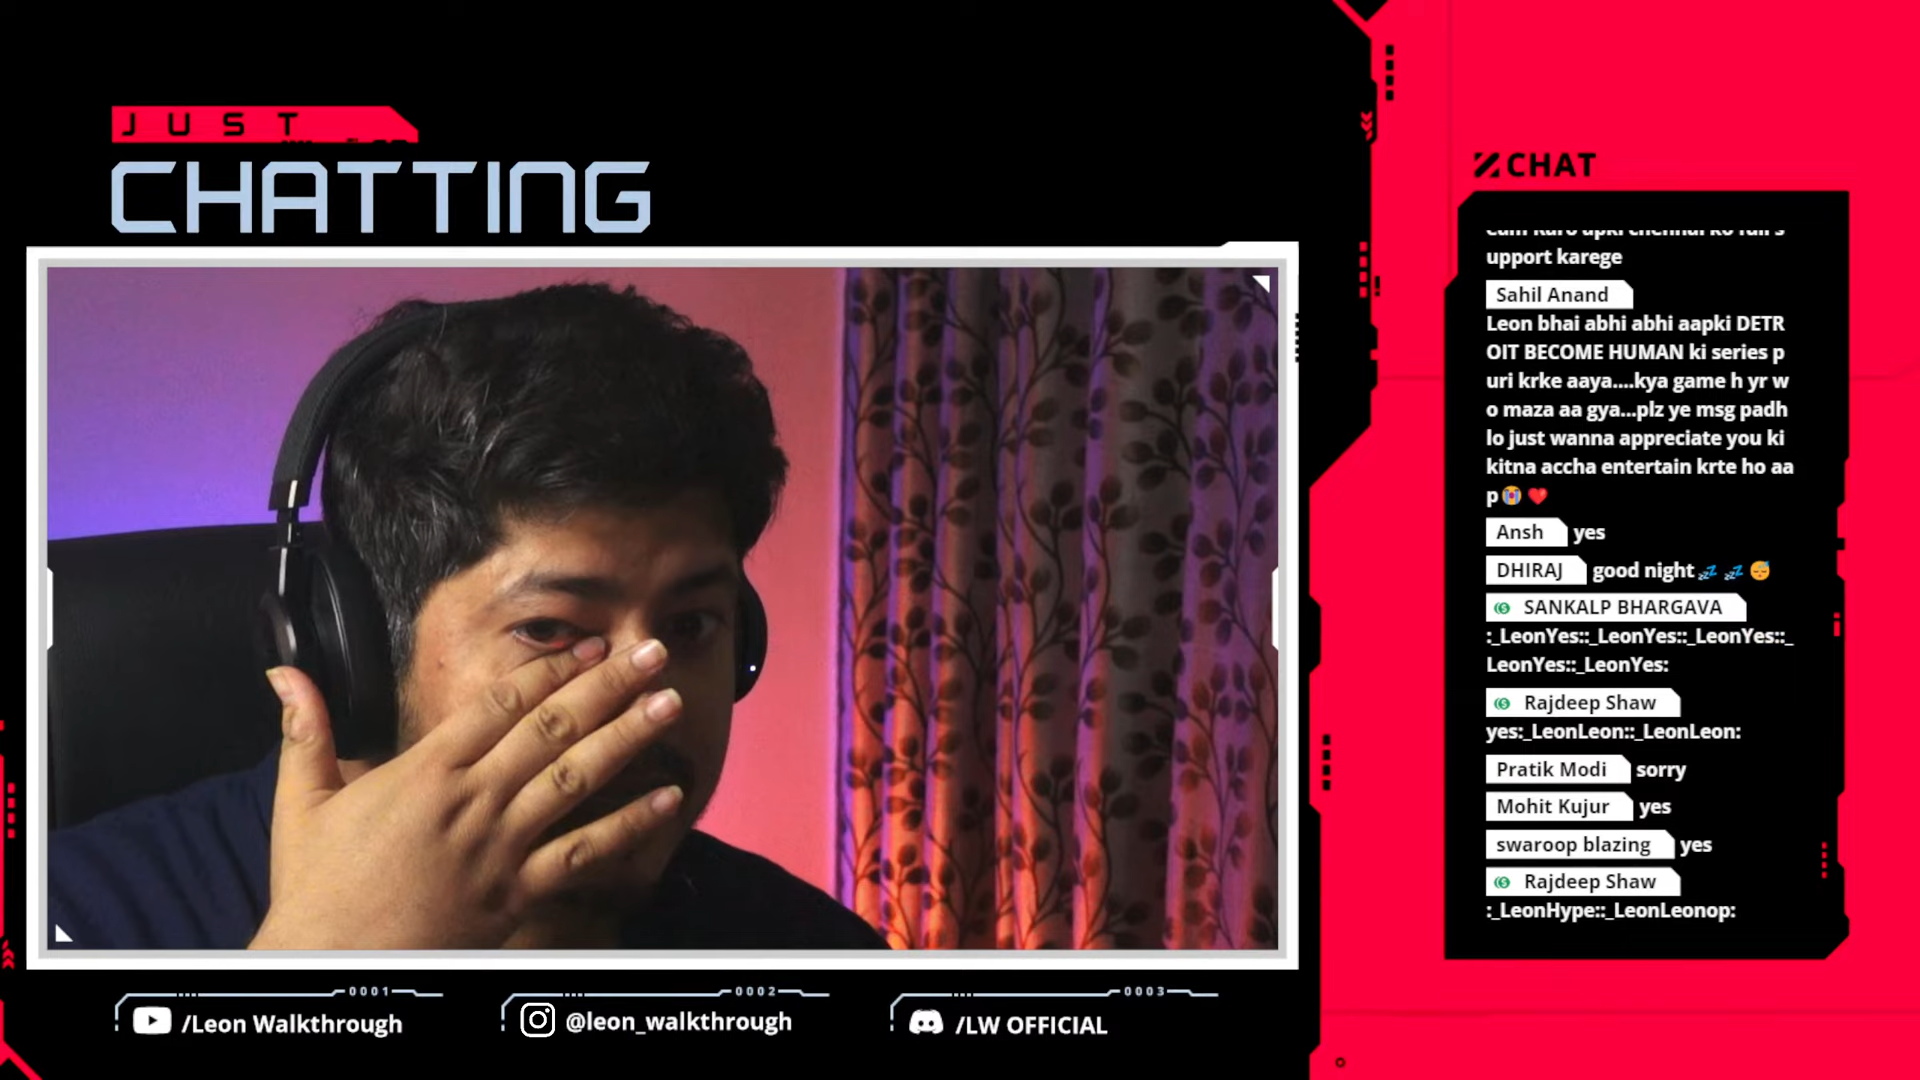 JUST
CHATTING
CHAT
upport karege
Sahil Anand
Leon bhai abhi abhi aapki DETR
OIT BECOME HUMAN ki series p
uri krke aaya....kya game h yr w
o maza aa gya...plz ye msg padh
lo just wanna appreciate you ki
kitna accha entertain krte ho aa
p😭❤️
Ansh yes
DHIRAJ good night💤💤😴
SANKALP BHARGAVA
:_LeonYes::_LeonYes::_LeonYes::_
LeonYes::_LeonYes:
Rajdeep Shaw
yes:_LeonLeon::_LeonLeon:
Pratik Modi sorry
Mohit Kujur yes
swaroop blazing yes
Rajdeep Shaw
:_LeonHype::_LeonLeonop:
0001
/Leon Walkthrough
0002
@leon_walkthrough
0003
/LW OFFICIAL